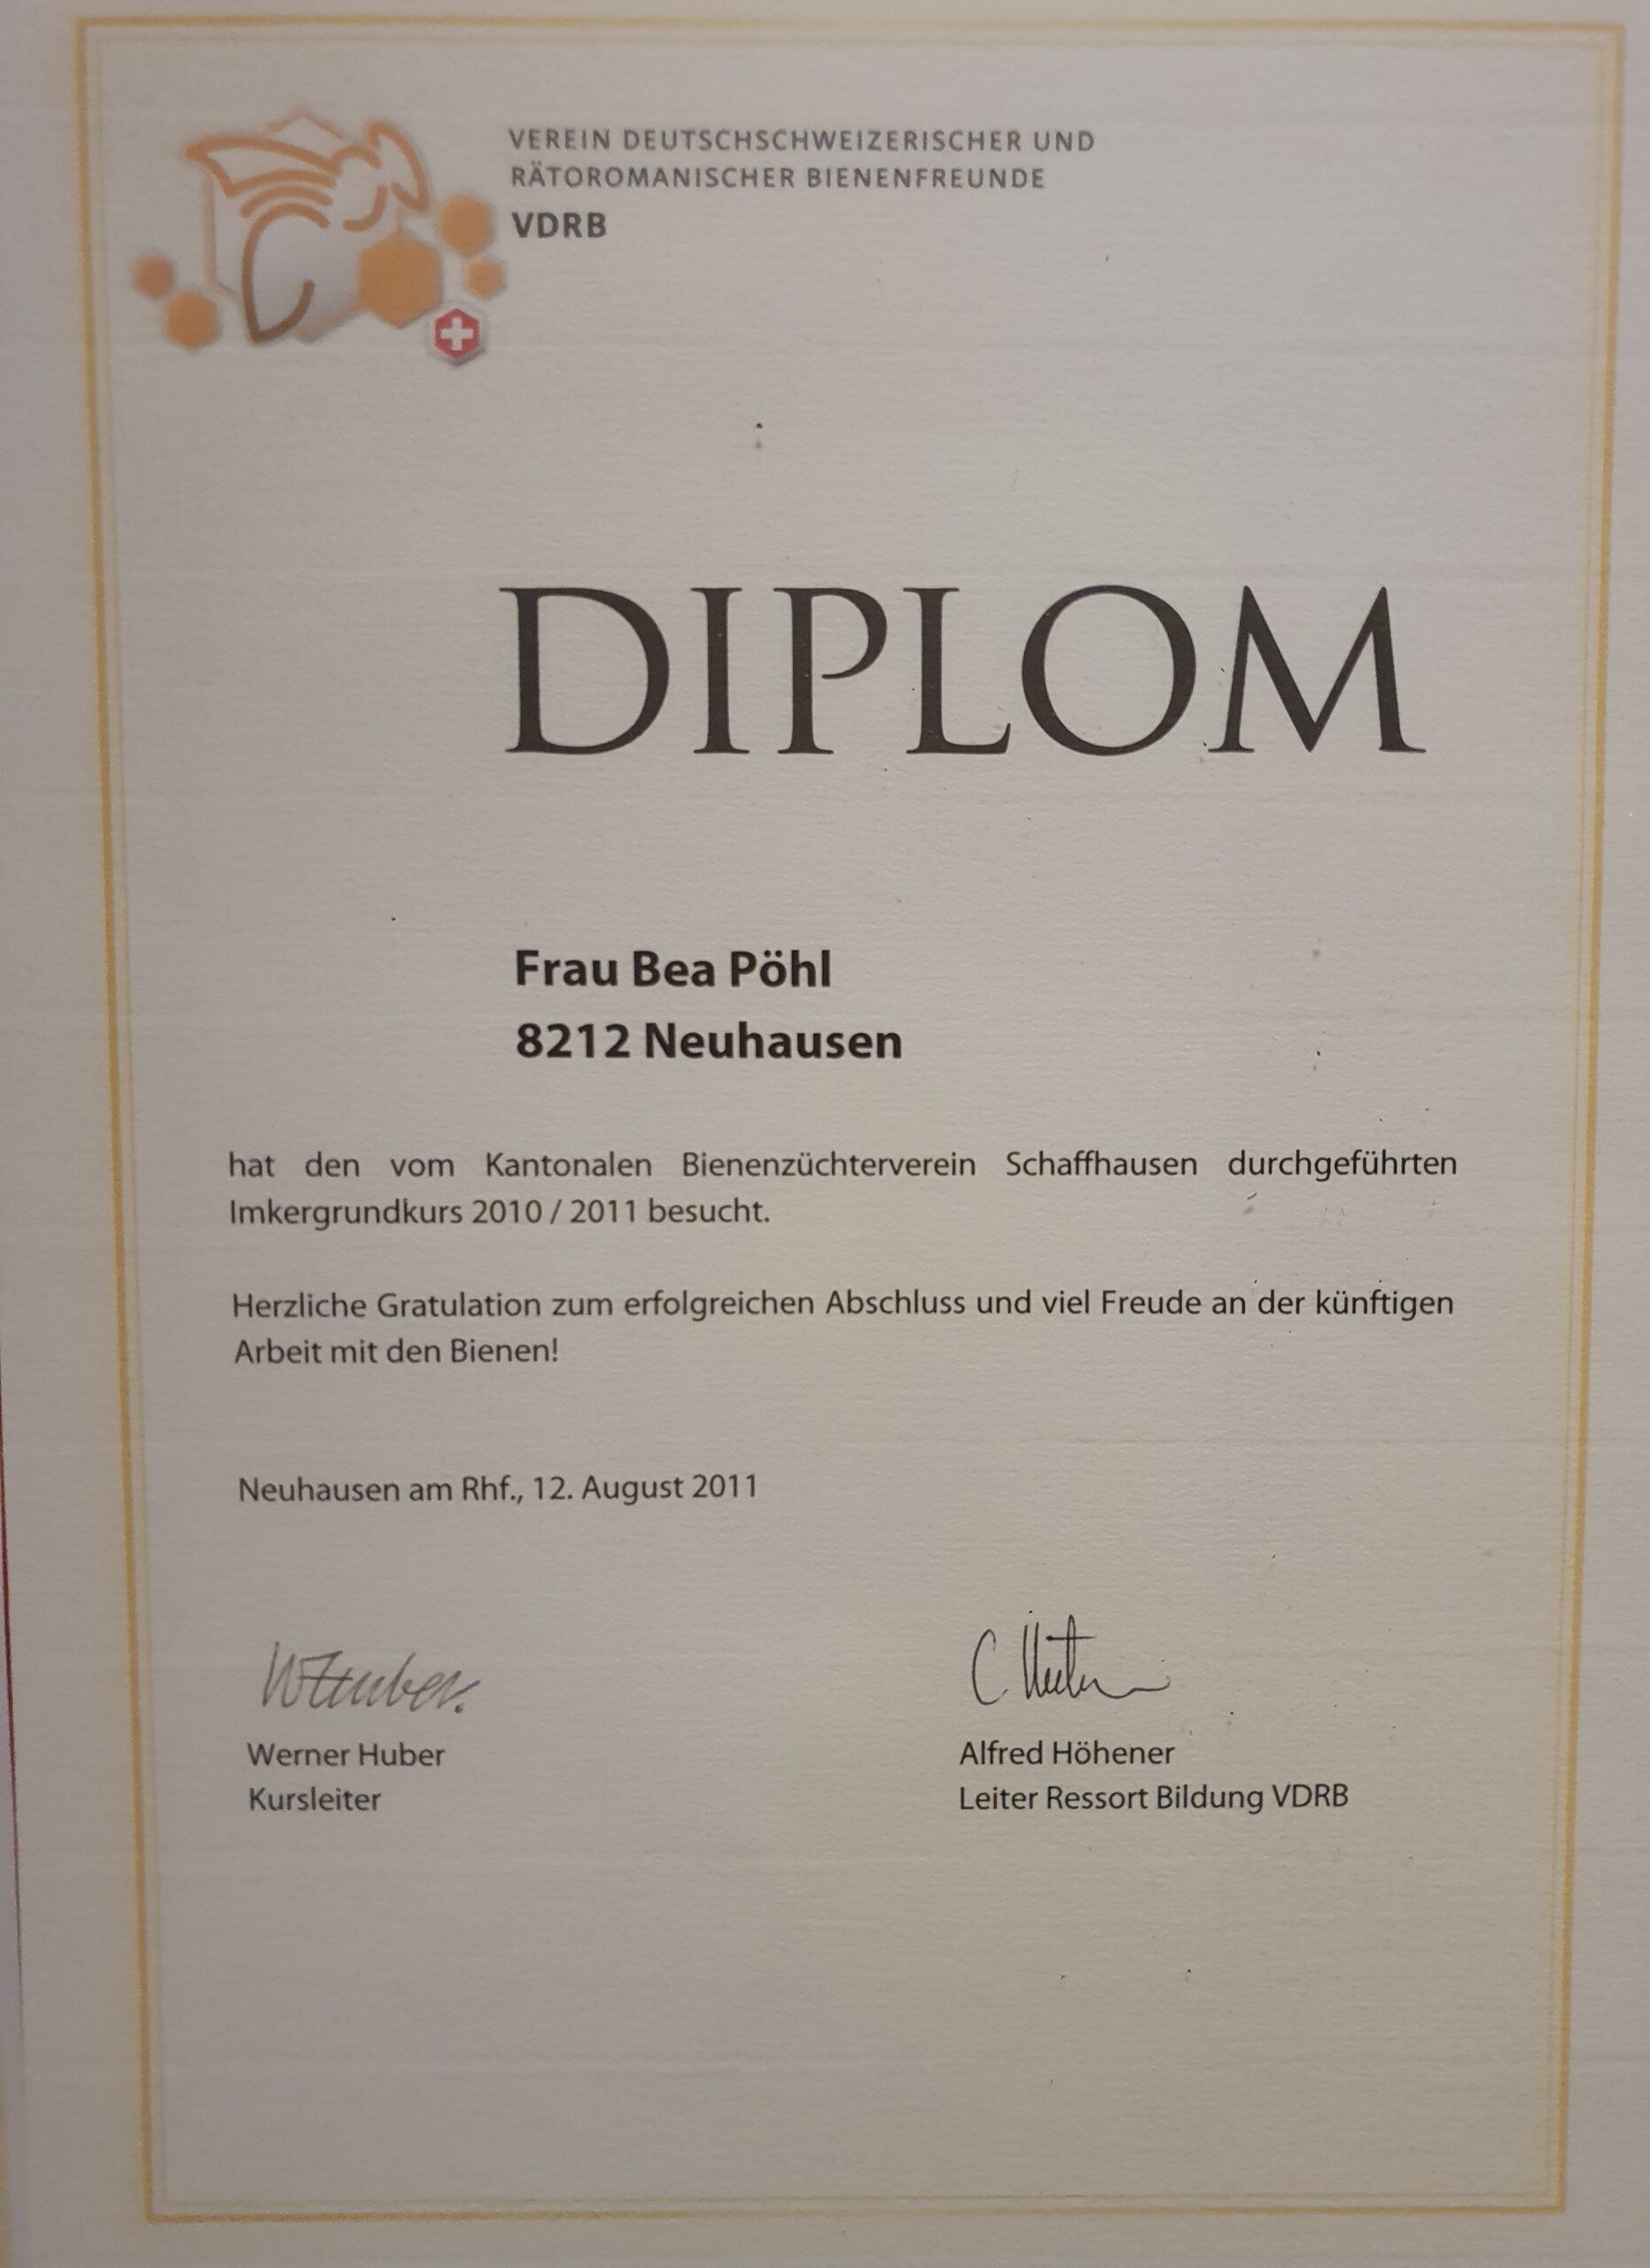 VEREIN DEUTSCHSCHWEIZERISCHER UND
RÄTOROMANISCHER BIENENFREUNDE
VDRB
DIPLOM
Frau Bea Pöhl
8212 Neuhausen
hat den vom Kantonalen Bienenzüchterverein Schaffhausen durchgeführten
Imkergrundkurs 2010 / 2011 besucht.
Herzliche Gratulation zum erfolgreichen Abschluss und viel Freude an der künftigen
Arbeit mit den Bienen!
Neuhausen am Rhf., 12. August 2011
W Huber.
Werner Huber
Kursleiter
Alfred Höhener
Leiter Ressort Bildung VDRB